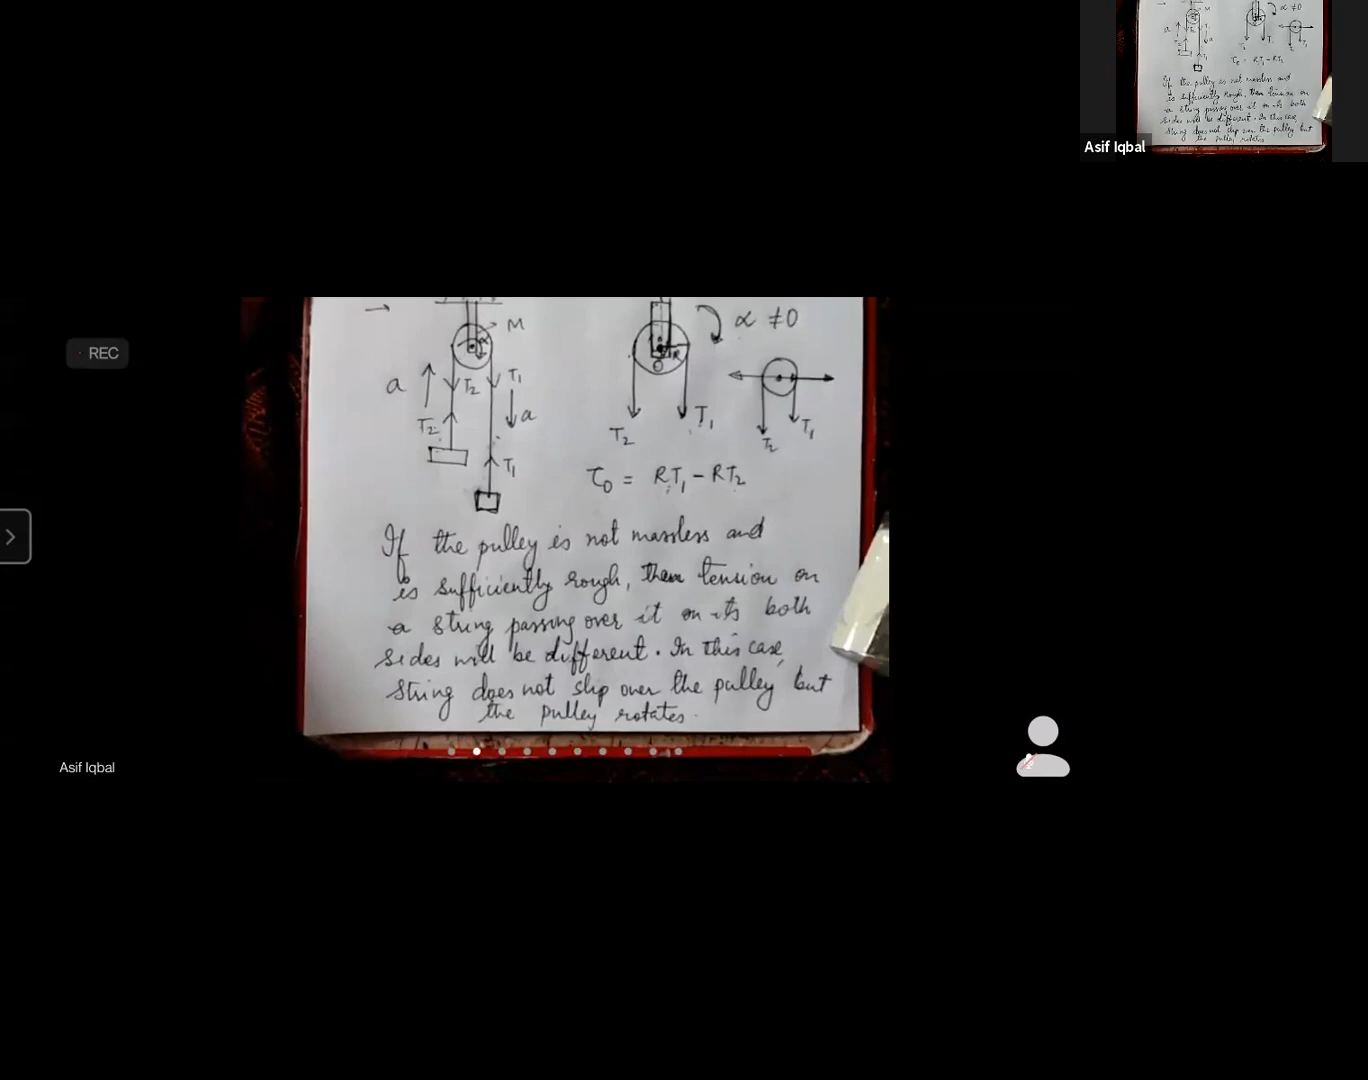 Asif Iqbal
REC
M
α ≠ 0
a
T2
T1
a
T2
T1
R
O
T2
T1
T2
T1
τ0 = RT1 - RT2
If the pulley is not massless and
is sufficiently rough, then tension on
a string passing over it on its both
sides will be different. In this case,
string does not slip over the pulley but
the pulley rotates.
Asif Iqbal